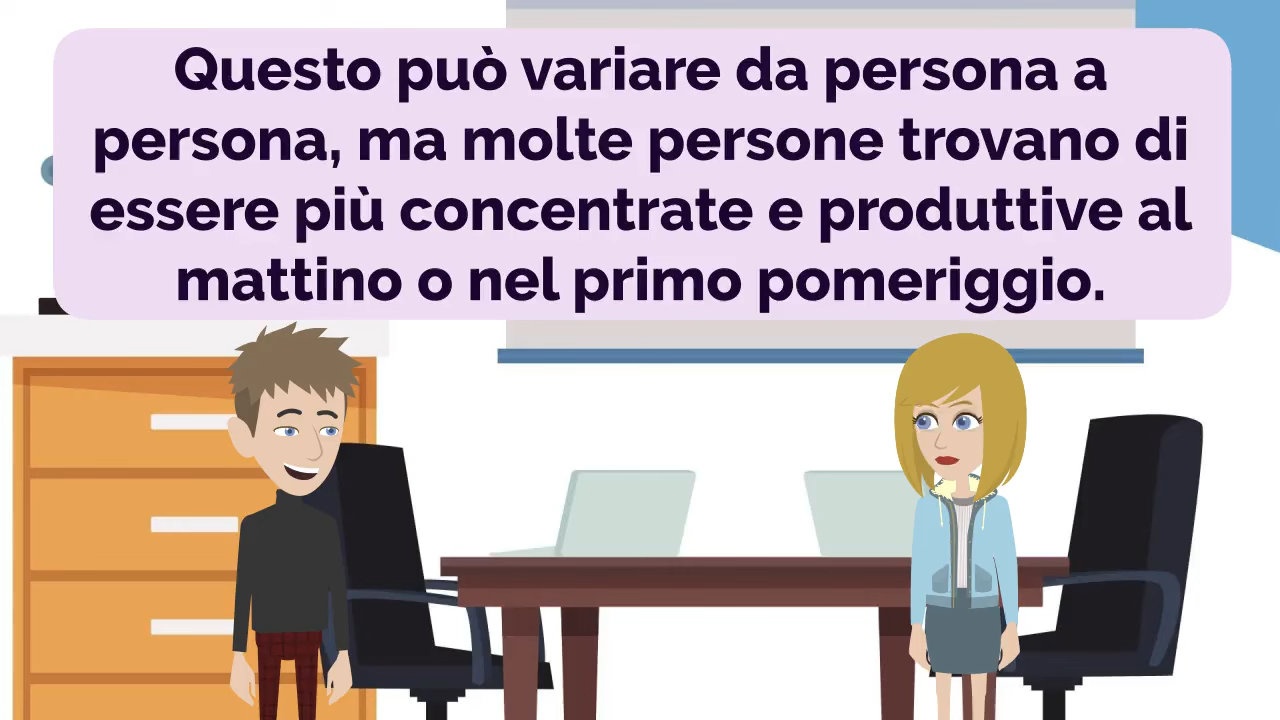 Questo può variare da persona a
persona, ma molte persone trovano di
essere più concentrate e produttive al
mattino o nel primo pomeriggio.